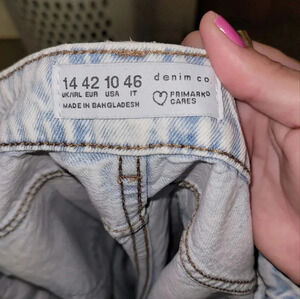 14 42 10 46
UK/IRL EUR USA IT
MADE IN BANGLADESH
denim co
PRIMARK
CARES